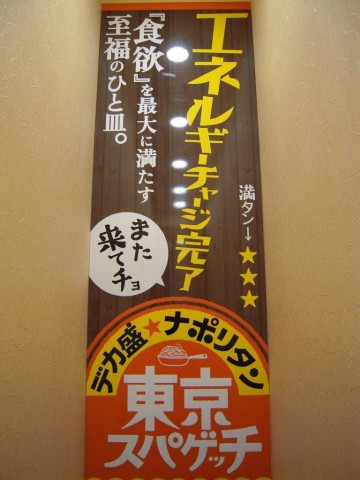 エネルギーチャージ完了
満タン→★★★
『食欲』を最大に満たす
至福のひと皿。
また
来てチョ
デカ盛★ナポリタン
東京
スパゲッチ